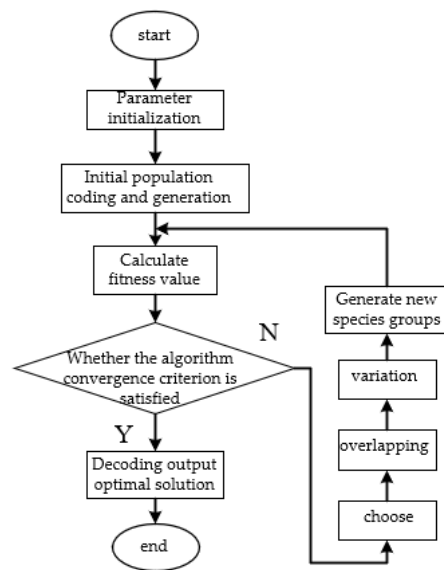 start
Parameter
initialization
Initial population
coding and generation
Calculate
fitness value
Whether the algorithm
convergence criterion is
satisfied
N
Y
Decoding output
optimal solution
end
Generate new
species groups
variation
overlapping
choose